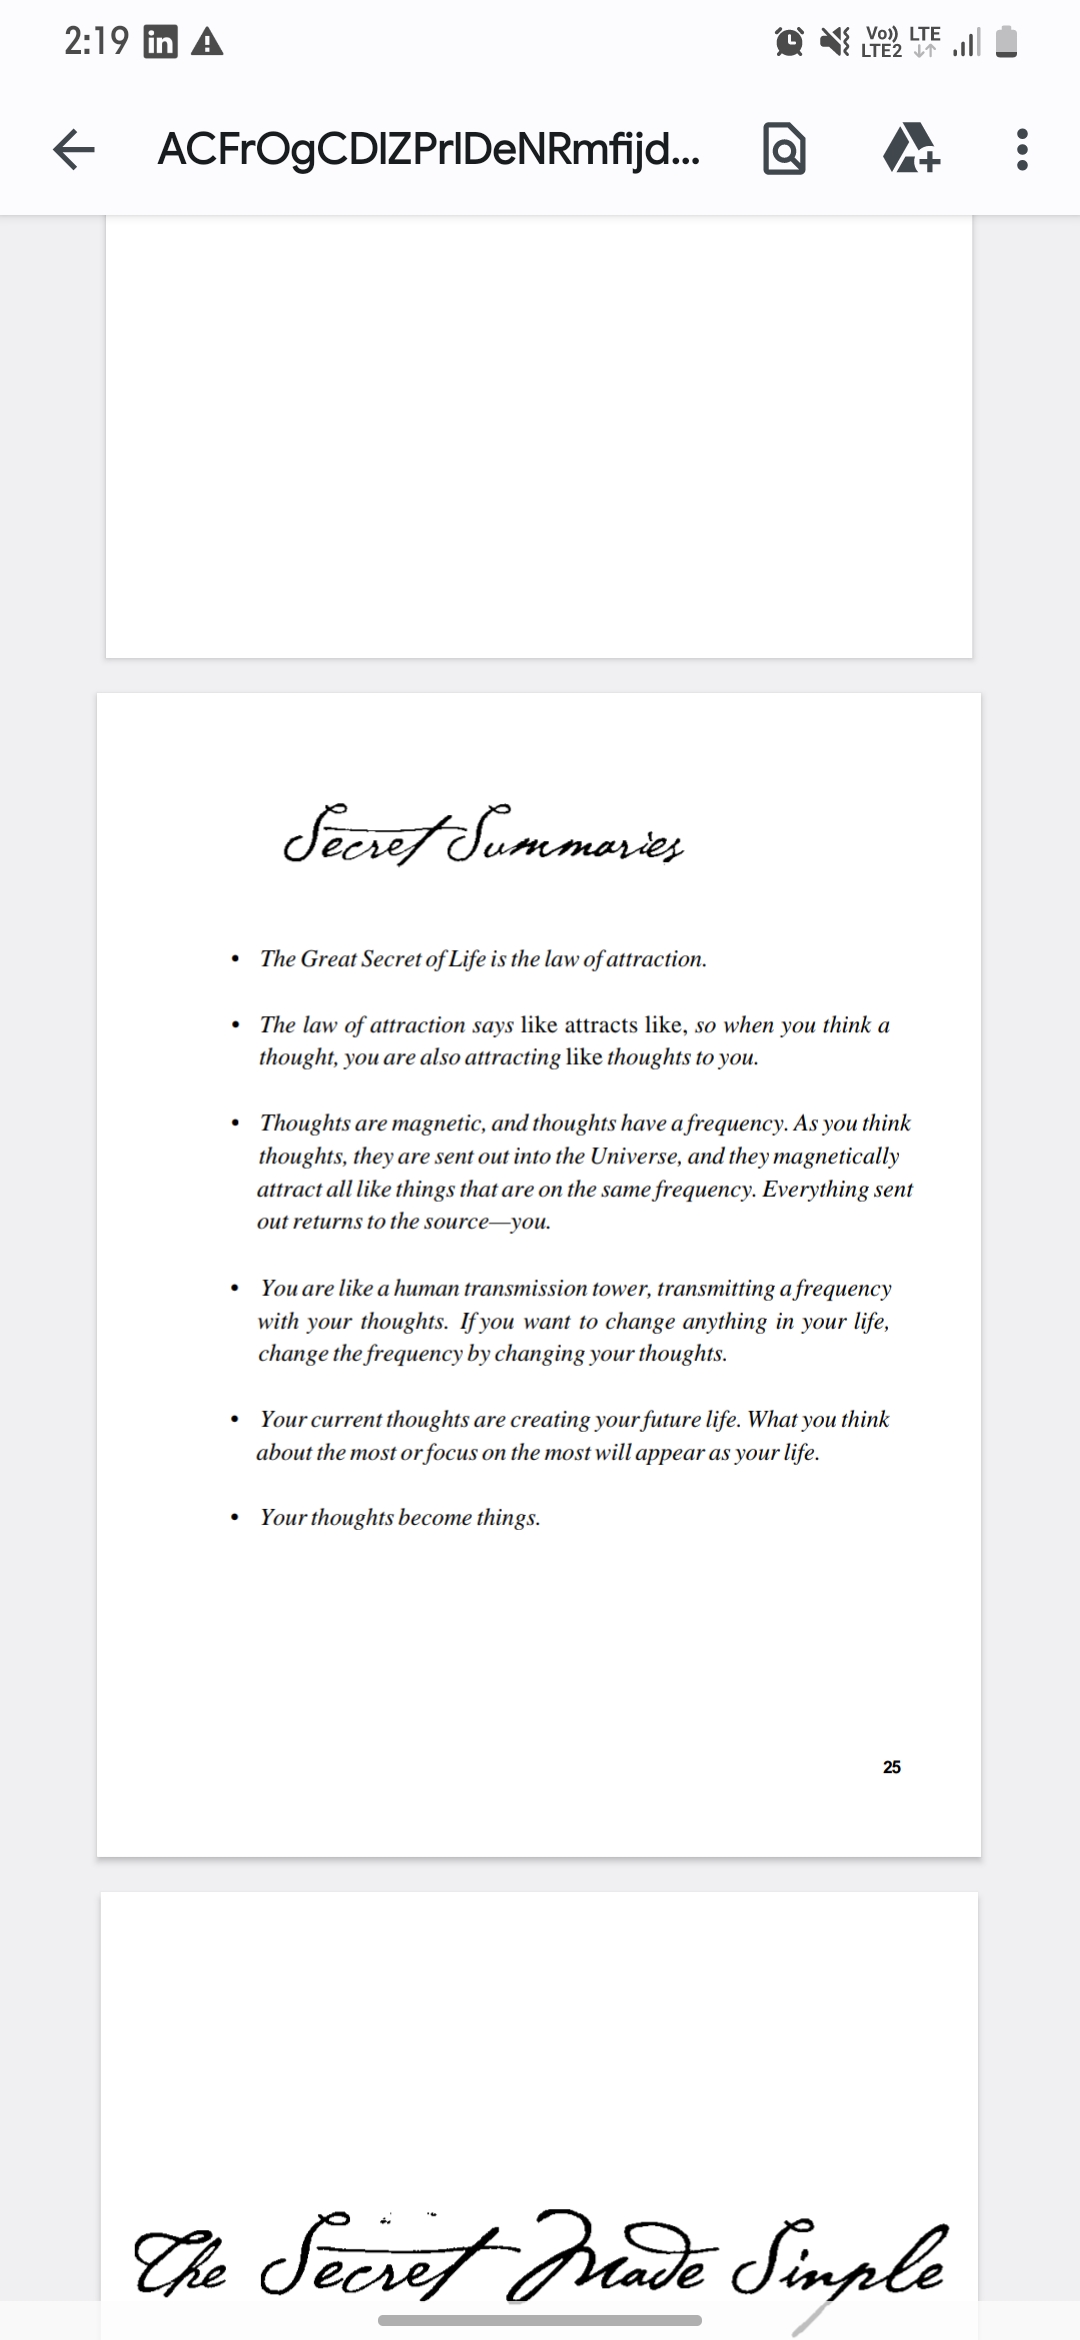 2:19 in
Vo)) LTE
LTE2
ACFrOgCDIZPrIDeNRmfijd...
Secret Summaries
• The Great Secret of Life is the law of attraction.
• The law of attraction says like attracts like, so when you think a
thought, you are also attracting like thoughts to you.
• Thoughts are magnetic, and thoughts have a frequency. As you think
thoughts, they are sent out into the Universe, and they magnetically
attract all like things that are on the same frequency. Everything sent
out returns to the source—you.
• You are like a human transmission tower, transmitting a frequency
with your thoughts. If you want to change anything in your life,
change the frequency by changing your thoughts.
• Your current thoughts are creating your future life. What you think
about the most or focus on the most will appear as your life.
• Your thoughts become things.
25
The Secret Made Simple